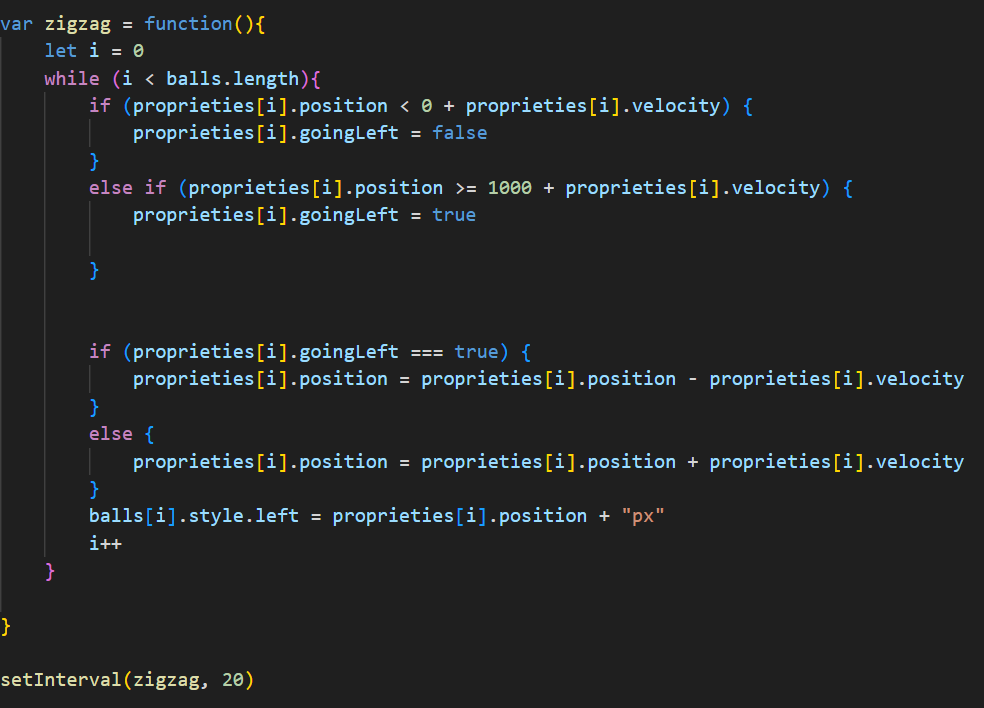 var zigzag = function(){
    let i = 0
    while (i < balls.length){
        if (proprieties[i].position < 0 + proprieties[i].velocity) {
            proprieties[i].goingLeft = false
        }
        else if (proprieties[i].position >= 1000 + proprieties[i].velocity) {
            proprieties[i].goingLeft = true
        }
        if (proprieties[i].goingLeft === true) {
            proprieties[i].position = proprieties[i].position - proprieties[i].velocity
        }
        else {
            proprieties[i].position = proprieties[i].position + proprieties[i].velocity
        }
        balls[i].style.left = proprieties[i].position + "px"
        i++
    }
}
setInterval(zigzag, 20)